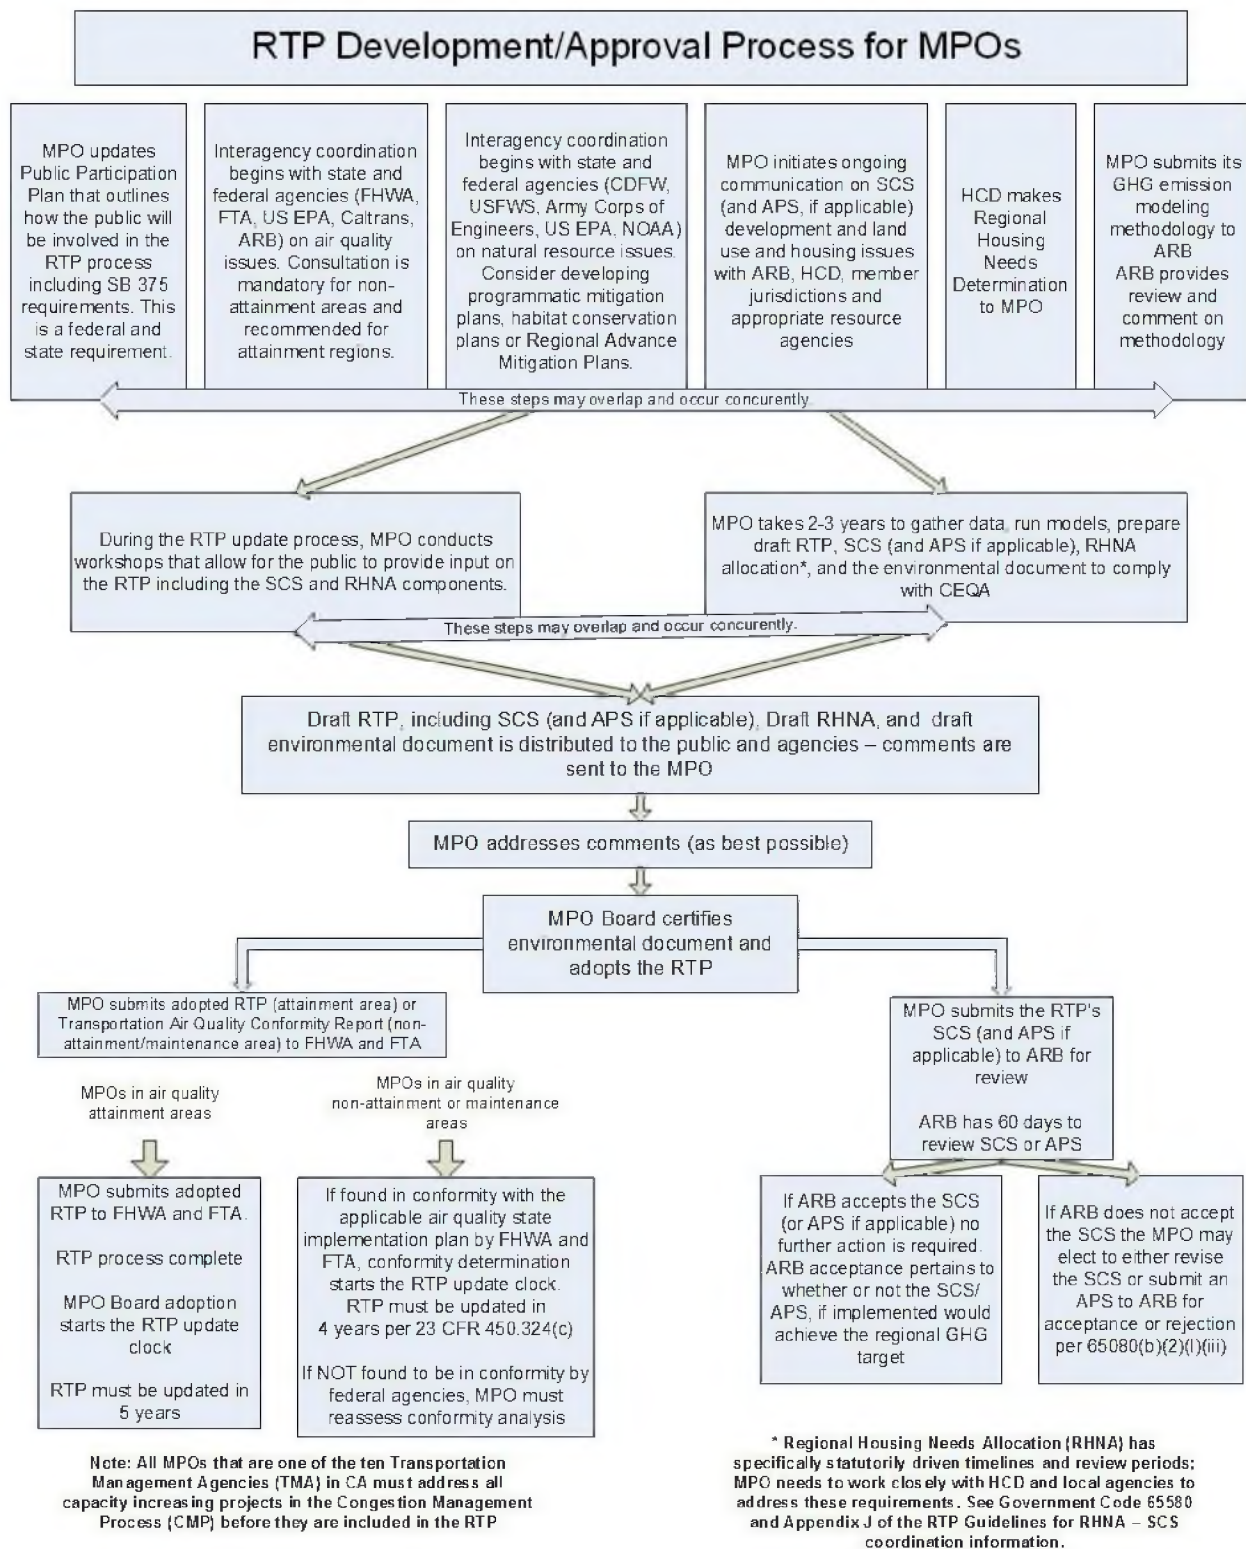 RTP Development/Approval Process for MPOs
MPO updates
Public Participation
Plan that outlines
how the public will
be involved in the
RTP process
including SB 375
requirements. This
is a federal and
state requirement.
Interagency coordination
begins with state and
federal agencies (FHWA,
FTA, US EPA, Caltrans,
ARB) on air quality
issues. Consultation is
mandatory for non-
attainment areas and
recommended for
attainment regions.
Interagency coordination
begins with state and
federal agencies (CDFW,
USFWS, Army Corps of
Engineers, US EPA, NOAA)
on natural resource issues.
Consider developing
programmatic mitigation
plans, habitat conservation
plans or Regional Advance
Mitigation Plans.
MPO initiates ongoing
communication on SCS
(and APS, if applicable)
development and land
use and housing issues
with ARB, HCD, member
jurisdictions and
appropriate resource
agencies
HCD makes
Regional
Housing
Needs
Determination
to MPO
MPO submits its
GHG emission
modeling
methodology to
ARB
ARB provides
review and
comment on
methodology
These steps may overlap and occur concurently.
During the RTP update process, MPO conducts
workshops that allow for the public to provide input on
the RTP including the SCS and RHNA components.
MPO takes 2-3 years to gather data, run models, prepare
draft RTP, SCS (and APS if applicable), RHNA
allocation*, and the environmental document to comply
with CEQA
These steps may overlap and occur concurently.
Draft RTP, including SCS (and APS if applicable), Draft RHNA, and draft
environmental document is distributed to the public and agencies – comments are
sent to the MPO
MPO addresses comments (as best possible)
MPO Board certifies
environmental document and
adopts the RTP
MPO submits adopted RTP (attainment area) or
Transportation Air Quality Conformity Report (non-
attainment/maintenance area) to FHWA and FTA
MPOs in air quality
attainment areas
MPOs in air quality
non-attainment or maintenance
areas
MPO submits adopted
RTP to FHWA and FTA.
RTP process complete
MPO Board adoption
starts the RTP update
clock
RTP must be updated in
5 years
If found in conformity with the
applicable air quality state
implementation plan by FHWA and
FTA, conformity determination
starts the RTP update clock.
RTP must be updated in
4 years per 23 CFR 450.324(c)
If NOT found to be in conformity by
federal agencies, MPO must
reassess conformity analysis
MPO submits the RTP's
SCS (and APS if
applicable) to ARB for
review
ARB has 60 days to
review SCS or APS
If ARB accepts the SCS
(or APS if applicable) no
further action is required.
ARB acceptance pertains to
whether or not the SCS/
APS, if implemented would
achieve the regional GHG
target
If ARB does not accept
the SCS the MPO may
elect to either revise
the SCS or submit an
APS to ARB for
acceptance or rejection
per 65080(b)(2)(I)(iii)
Note: All MPOs that are one of the ten Transportation
Management Agencies (TMA) in CA must address all
capacity increasing projects in the Congestion Management
Process (CMP) before they are included in the RTP
* Regional Housing Needs Allocation (RHNA) has
specifically statutorily driven timelines and review periods;
MPO needs to work closely with HCD and local agencies to
address these requirements. See Government Code 65580
and Appendix J of the RTP Guidelines for RHNA – SCS
coordination information.